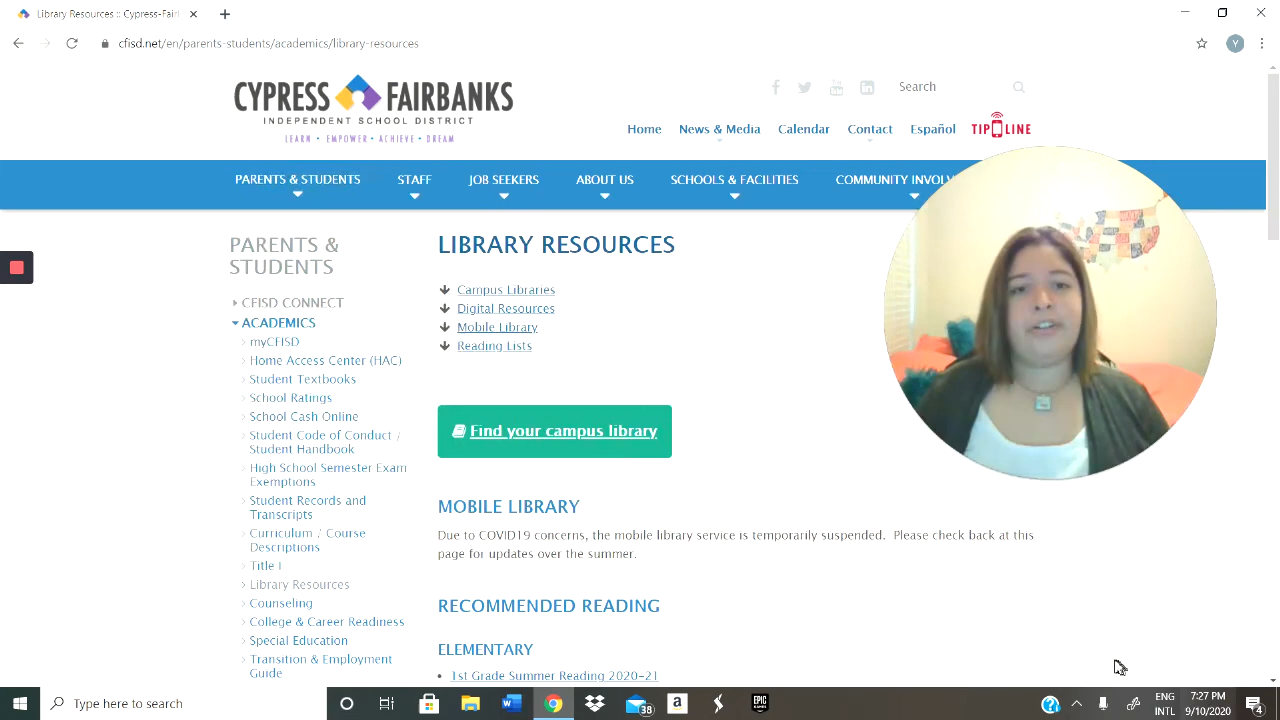 Library Resources :: Cypress-Fair
cfisd.net/en/parents-students/academics/library-resources
Y
CYPRESS FAIRBANKS
INDEPENDENT SCHOOL DISTRICT
LEARN • EMPOWER • ACHIEVE • DREAM
Search
Home
News & Media
Calendar
Contact
Español
TIP LINE
PARENTS & STUDENTS
STAFF
JOB SEEKERS
ABOUT US
SCHOOLS & FACILITIES
COMMUNITY INVOLV
PARENTS &
STUDENTS
CFISD CONNECT
ACADEMICS
myCFISD
Home Access Center (HAC)
Student Textbooks
School Ratings
School Cash Online
Student Code of Conduct /
Student Handbook
High School Semester Exam
Exemptions
Student Records and
Transcripts
Curriculum / Course
Descriptions
Title I
Library Resources
Counseling
College & Career Readiness
Special Education
Transition & Employment
Guide
LIBRARY RESOURCES
Campus Libraries
Digital Resources
Mobile Library
Reading Lists
Find your campus library
MOBILE LIBRARY
Due to COVID19 concerns, the mobile library service is temporarily suspended. Please check back at this
page for updates over the summer.
RECOMMENDED READING
ELEMENTARY
• 1st Grade Summer Reading 2020-21
Type here to search
38
a
EPIC
GAMES
ENG
INTL
7:27 PM
9/10/2020
4